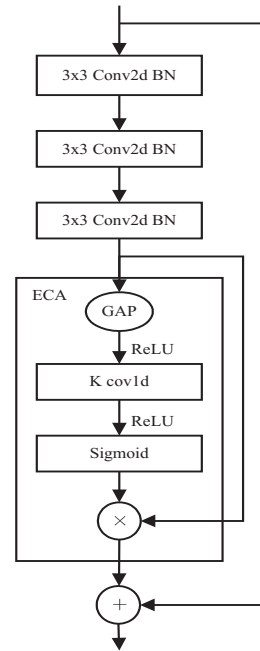 3x3 Conv2d BN
3x3 Conv2d BN
3x3 Conv2d BN
ECA
GAP
ReLU
K cov1d
ReLU
Sigmoid
×
+